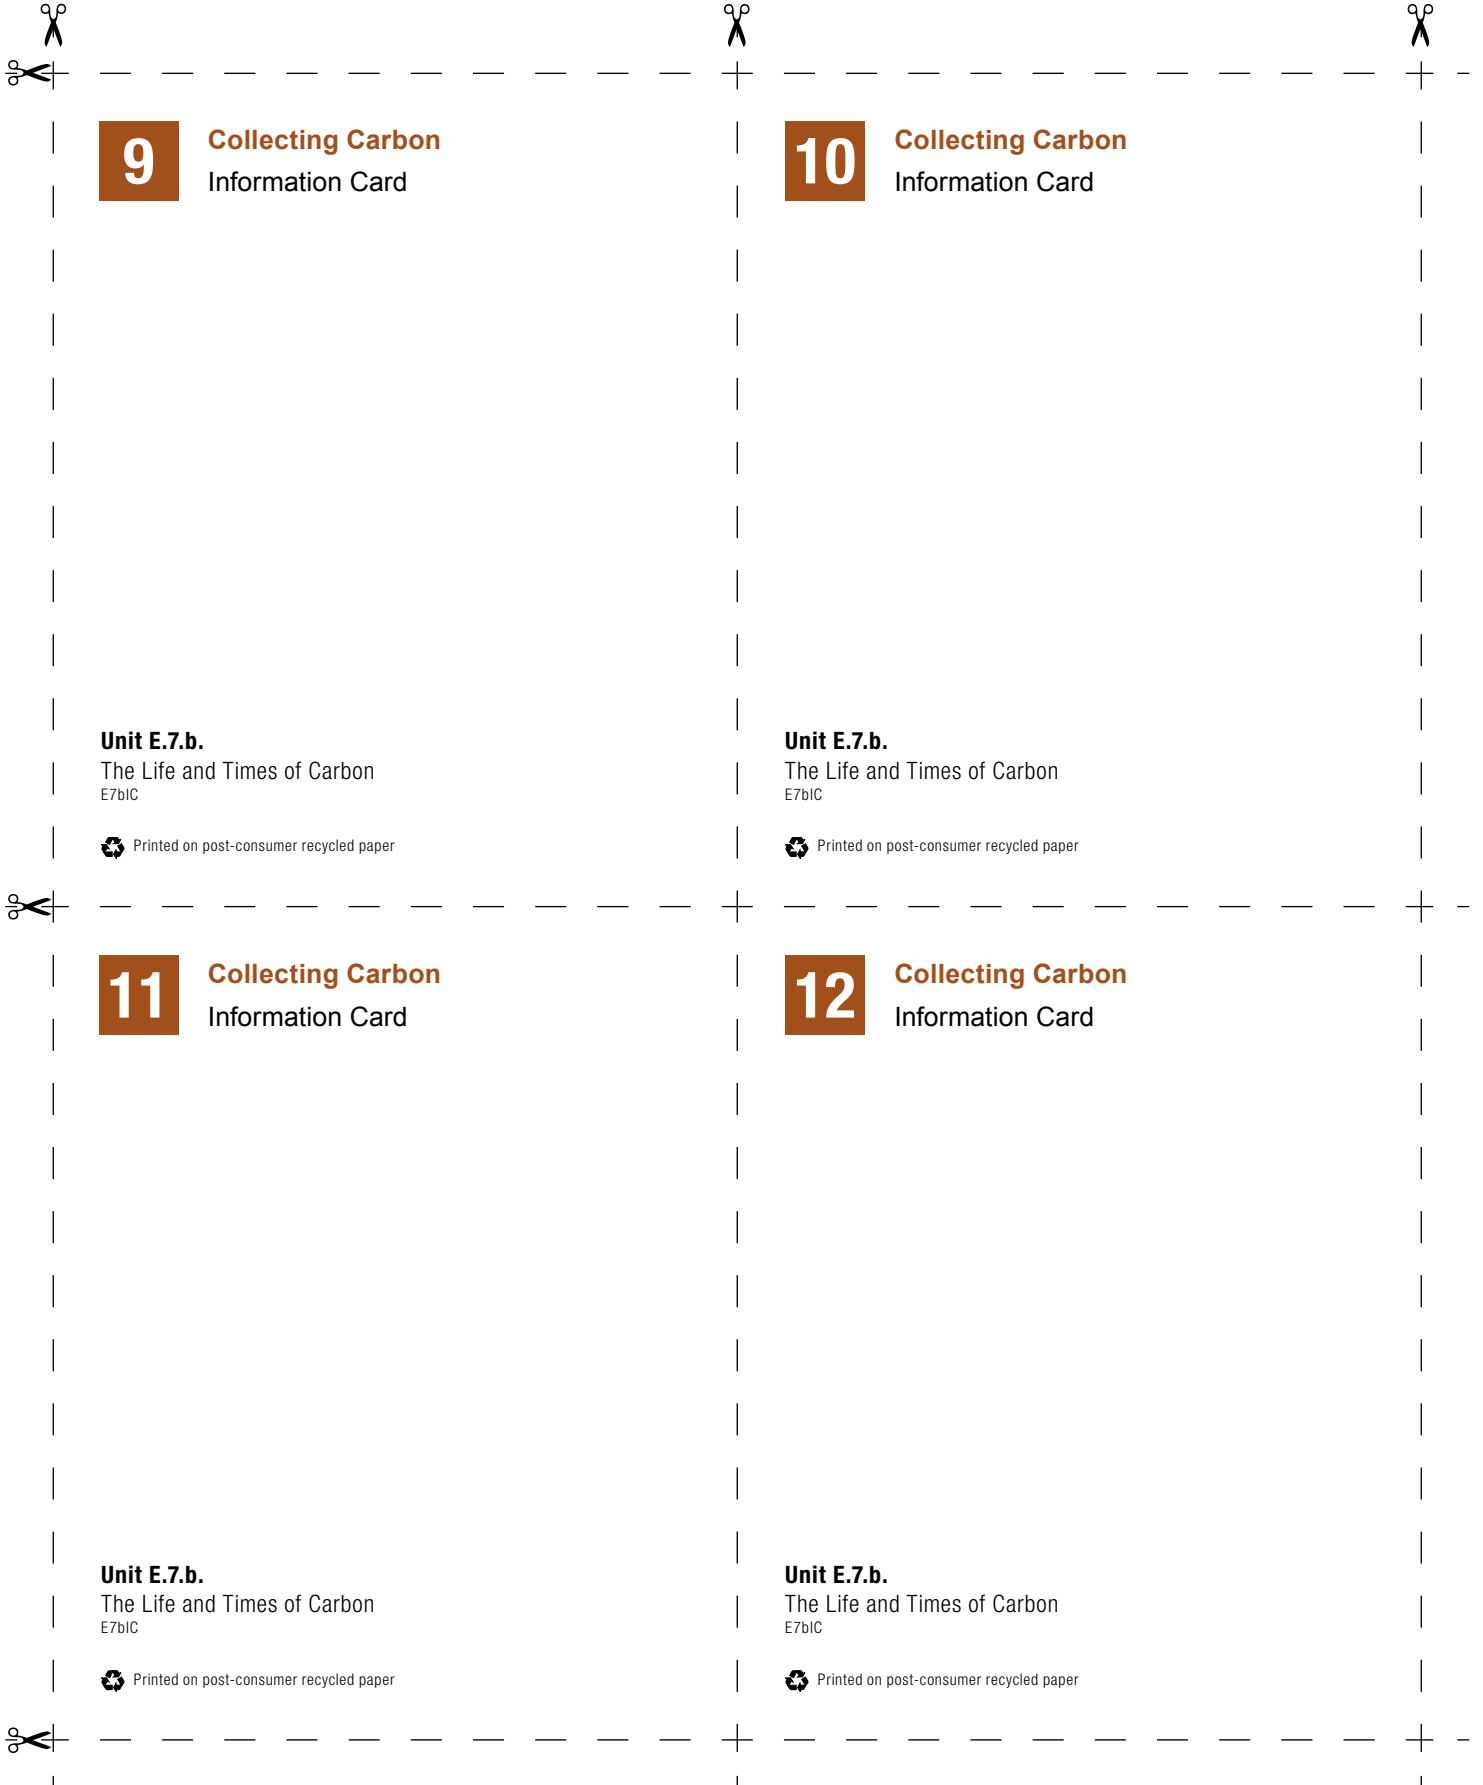 9
Collecting Carbon
Information Card
Unit E.7.b.
The Life and Times of Carbon
E7bIC
Printed on post-consumer recycled paper
10
Collecting Carbon
Information Card
Unit E.7.b.
The Life and Times of Carbon
E7bIC
Printed on post-consumer recycled paper
11
Collecting Carbon
Information Card
Unit E.7.b.
The Life and Times of Carbon
E7bIC
Printed on post-consumer recycled paper
12
Collecting Carbon
Information Card
Unit E.7.b.
The Life and Times of Carbon
E7bIC
Printed on post-consumer recycled paper